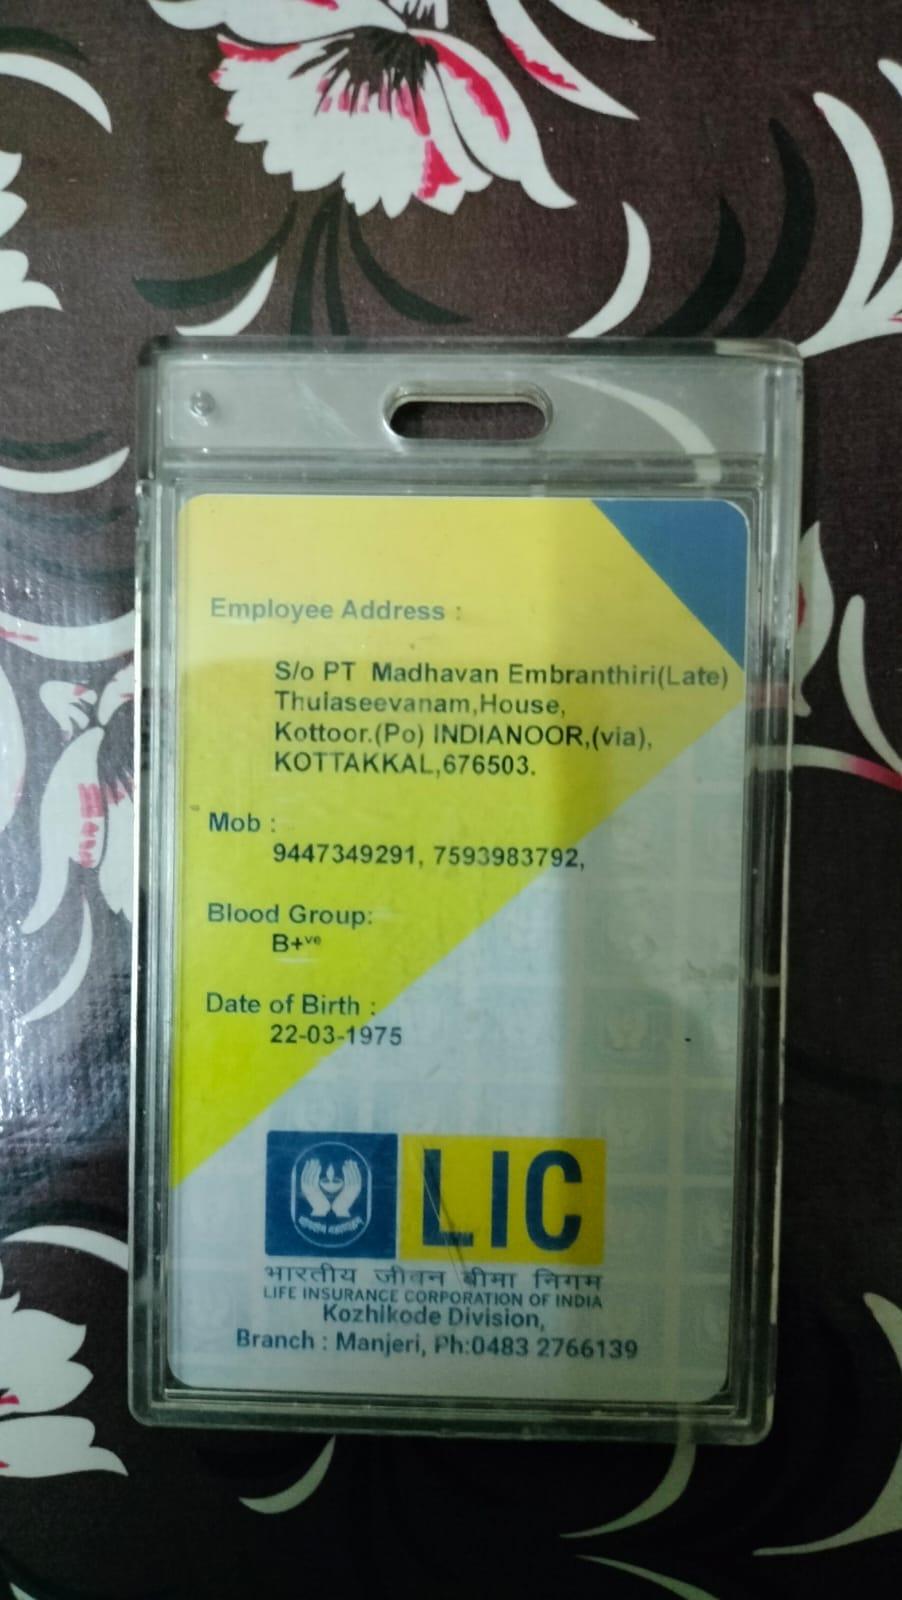 Employee Address :
S/o PT Madhavan Embranthiri(Late)
Thulaseevanam,House,
Kottoor.(Po) INDIANOOR,(via),
KOTTAKKAL,676503.
Mob :
9447349291, 7593983792,
Blood Group:
B+ve
Date of Birth :
22-03-1975
LIC
भारतीय जीवन बीमा निगम
LIFE INSURANCE CORPORATION OF INDIA
Kozhikode Division,
Branch : Manjeri, Ph:0483 2766139